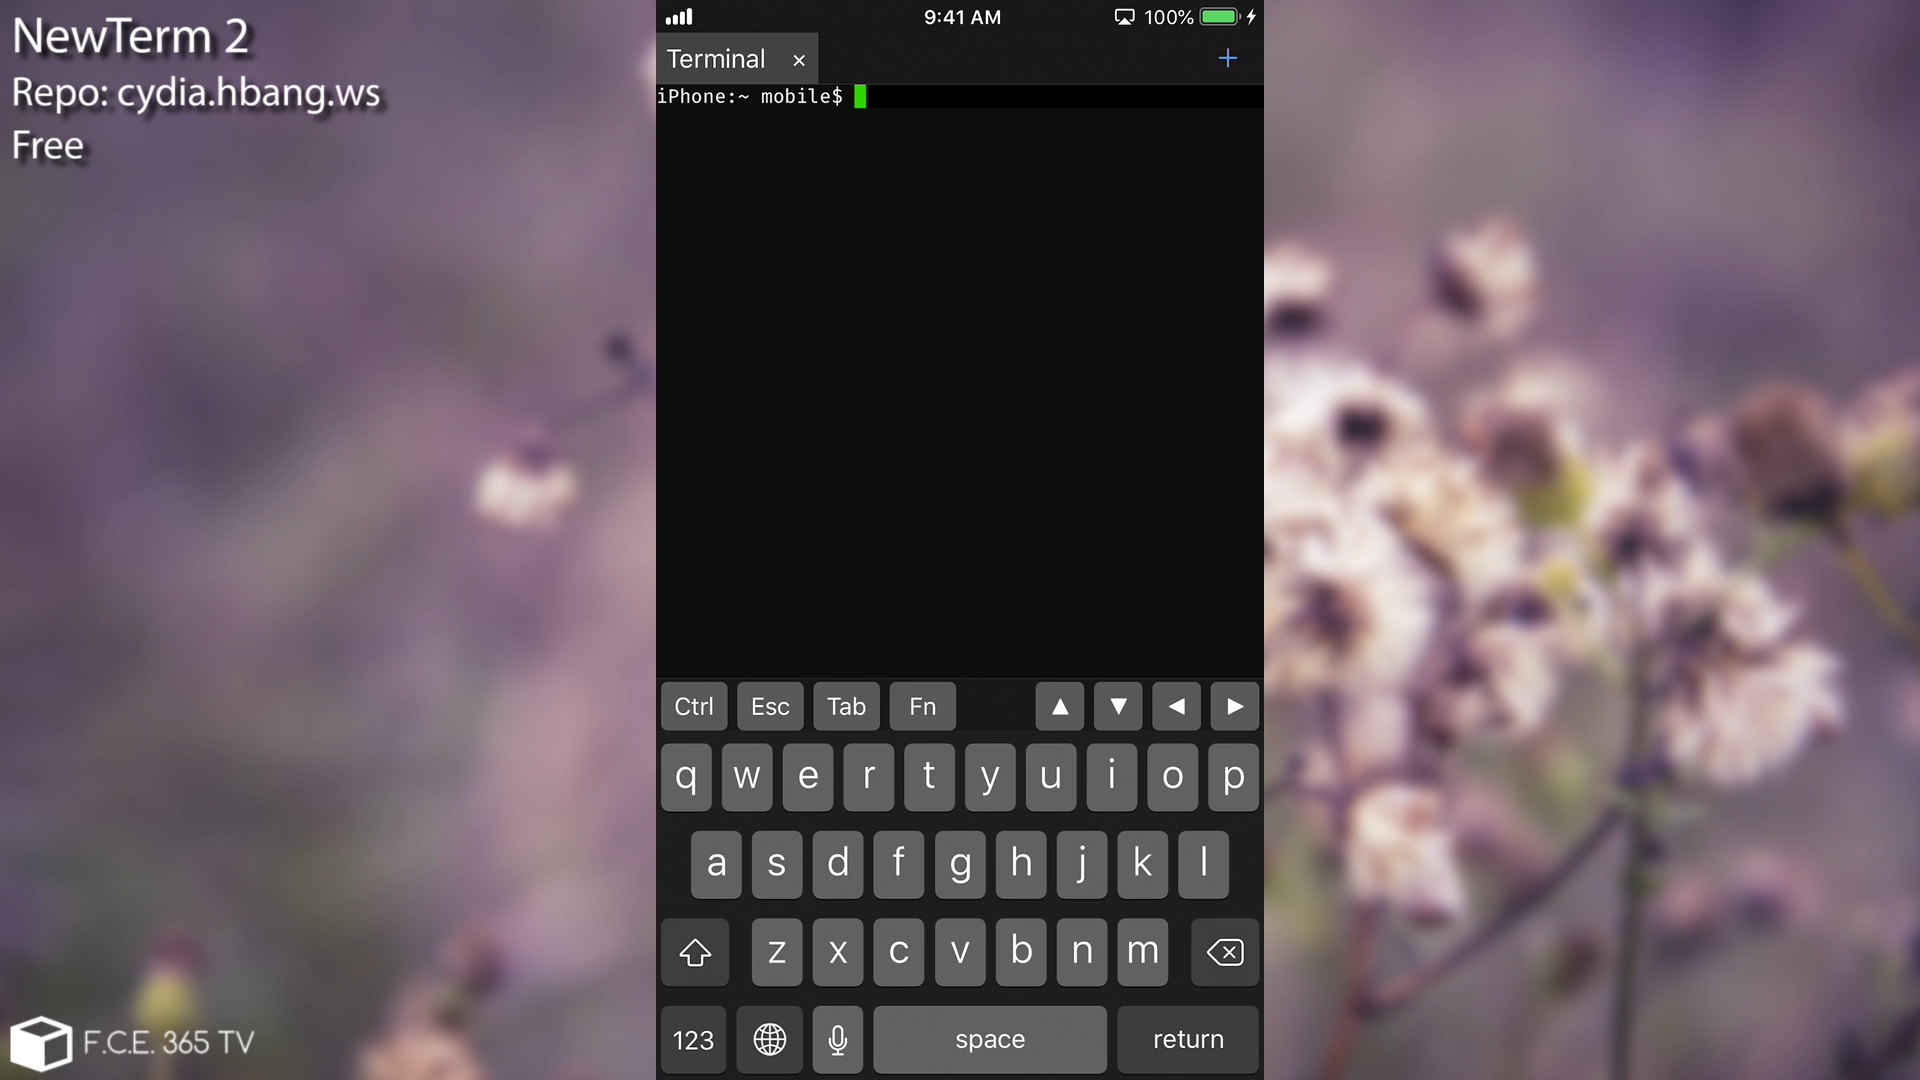 NewTerm 2
Repo: cydia.hbang.ws
Free
9:41 AM 100%
Terminal ×
+
iPhone:~ mobile$
Ctrl Esc Tab Fn ▲ ▼ ◀ ▶
q w e r t y u i o p
a s d f g h j k l
z x c v b n m
123 space return
F.C.E. 365 TV